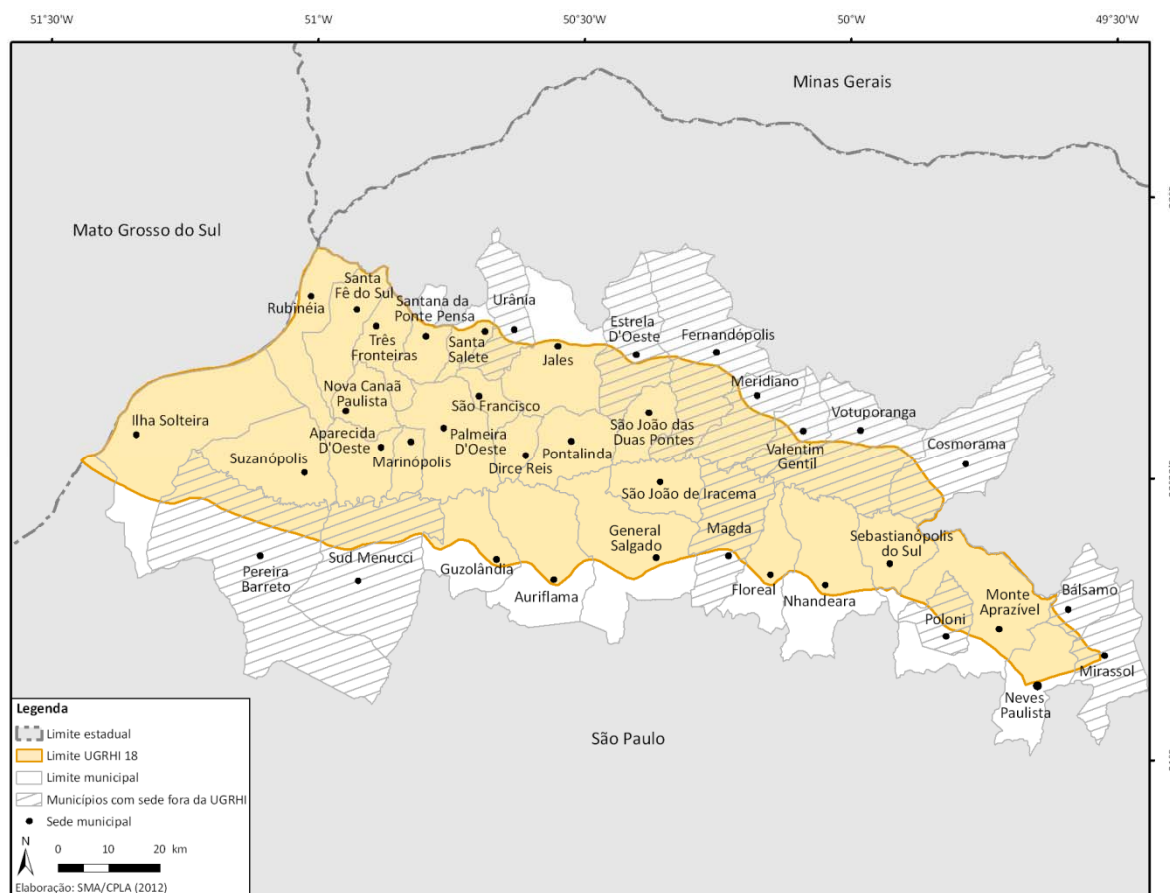 51°30'W
51°W
50°30'W
50°W
49°30'W
Minas Gerais
Mato Grosso do Sul
Santa
Fê do Sul
Rubinéia
Santana da
Ponte Pensa
Urânia
Três
Fronteiras
Santa
Salete
Jales
Estrela
D'Oeste
Fernandópolis
Meridiano
Votuporanga
Nova Canaã
Paulista
São Francisco
Ilha Solteira
Aparecida
D'Oeste
Marinópolis
Palmeira
D'Oeste
Dirce Reis
Pontalinda
São João das
Duas Pontes
Valentim
Gentil
Cosmorama
Suzanópolis
São João de Iracema
General
Salgado
Magda
Sebastianópolis
do Sul
Pereira
Barreto
Sud Menucci
Guzolândia
Auriflama
Floreal
Nhandeara
Poloni
Monte
Aprazível
Bálsamo
Mirassol
Neves
Paulista
São Paulo
Legenda
Limite estadual
Limite UGRHI 18
Limite municipal
Municípios com sede fora da UGRHI
Sede municipal
N
0 10 20 km
Elaboração: SMA/CPLA (2012)